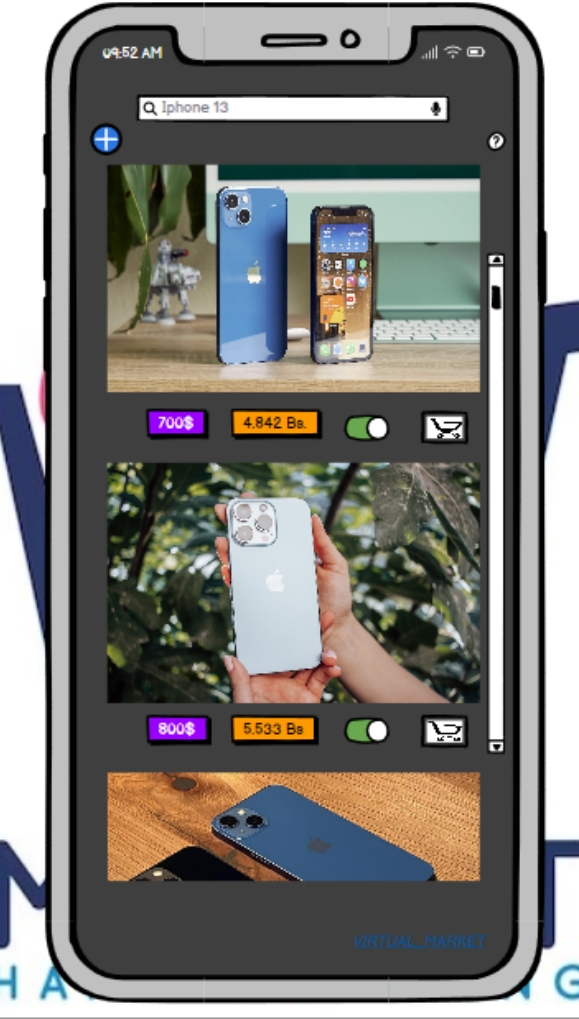 09:52 AM
Iphone 13
?
700$ 4.842 Bs.
800$ 5.533 Bs
VIRTUAL_MARKET